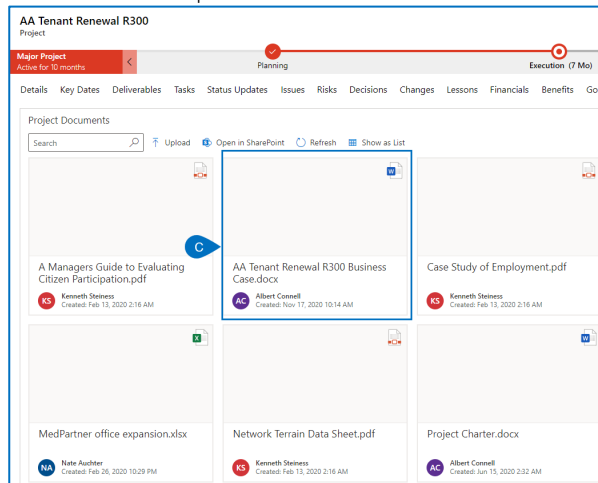 AA Tenant Renewal R300
Project
Major Project
Active for 10 months
Planning
Execution (7 Mo)
Details Key Dates Deliverables Tasks Status Updates Issues Risks Decisions Changes Lessons Financials Benefits Go
Project Documents
Search Upload Open in SharePoint Refresh Show as List
C
A Managers Guide to Evaluating
Citizen Participation.pdf
KS
Kenneth Steiness
Created: Feb 13, 2020 2:16 AM
AA Tenant Renewal R300 Business
Case.docx
AC
Albert Connell
Created: Nov 17, 2020 10:14 AM
Case Study of Employment.pdf
KS
Kenneth Steiness
Created: Feb 13, 2020 2:16 AM
MedPartner office expansion.xlsx
NA
Nate Auchter
Created: Feb 26, 2020 10:29 PM
Network Terrain Data Sheet.pdf
KS
Kenneth Steiness
Created: Feb 13, 2020 2:16 AM
Project Charter.docx
AC
Albert Connell
Created: Jun 15, 2020 2:32 AM